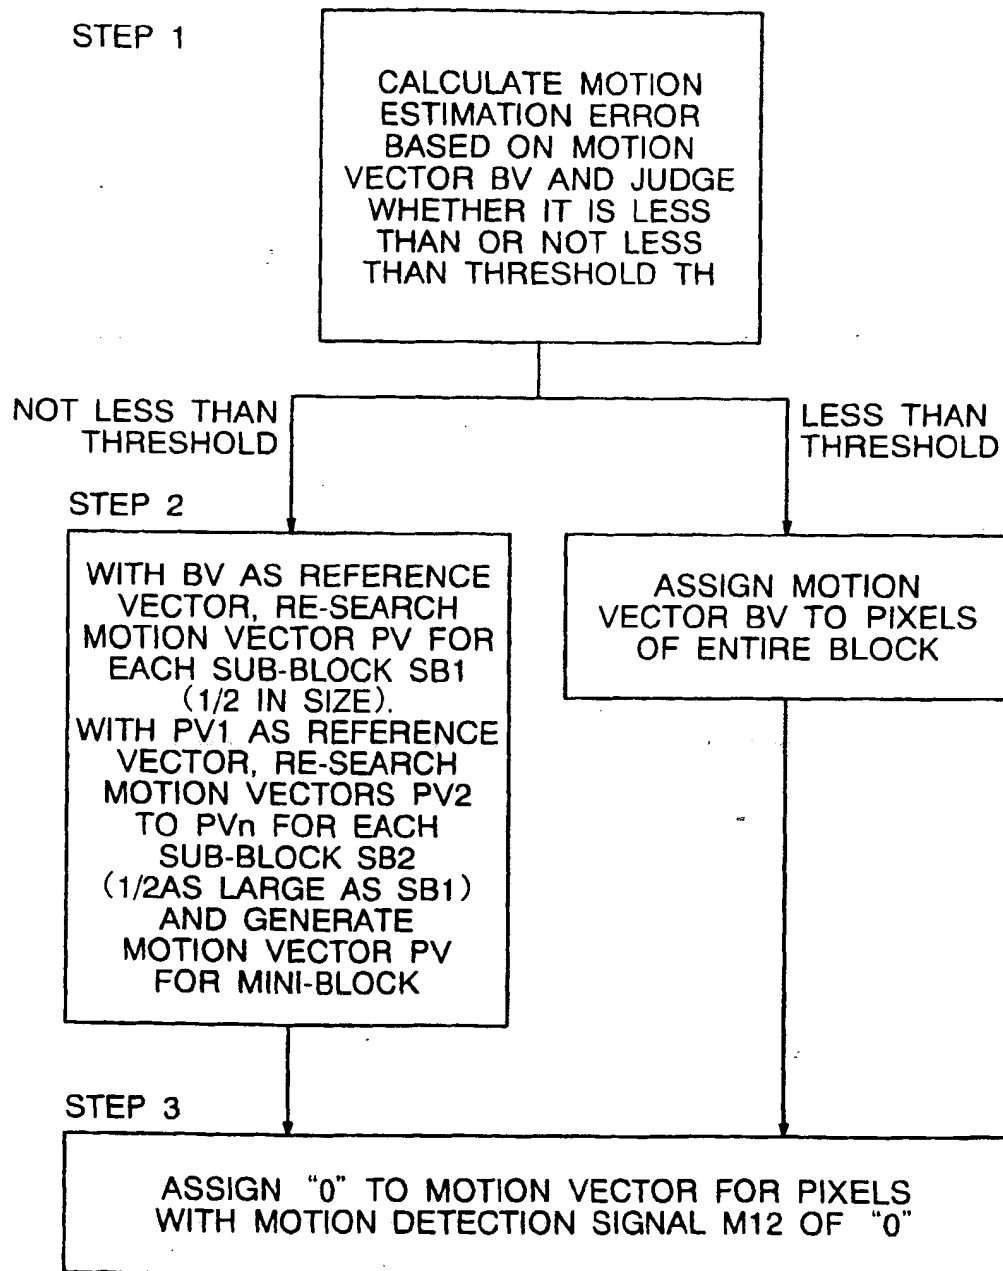 STEP 1
CALCULATE MOTION
ESTIMATION ERROR
BASED ON MOTION
VECTOR BV AND JUDGE
WHETHER IT IS LESS
THAN OR NOT LESS
THAN THRESHOLD TH
NOT LESS THAN
THRESHOLD
LESS THAN
THRESHOLD
STEP 2
WITH BV AS REFERENCE
VECTOR, RE-SEARCH
MOTION VECTOR PV FOR
EACH SUB-BLOCK SB1
(1/2 IN SIZE).
WITH PV1 AS REFERENCE
VECTOR, RE-SEARCH
MOTION VECTORS PV2
TO PVn FOR EACH
SUB-BLOCK SB2
(1/2AS LARGE AS SB1)
AND GENERATE
MOTION VECTOR PV
FOR MINI-BLOCK
ASSIGN MOTION
VECTOR BV TO PIXELS
OF ENTIRE BLOCK
STEP 3
ASSIGN "0" TO MOTION VECTOR FOR PIXELS
WITH MOTION DETECTION SIGNAL M12 OF "0"